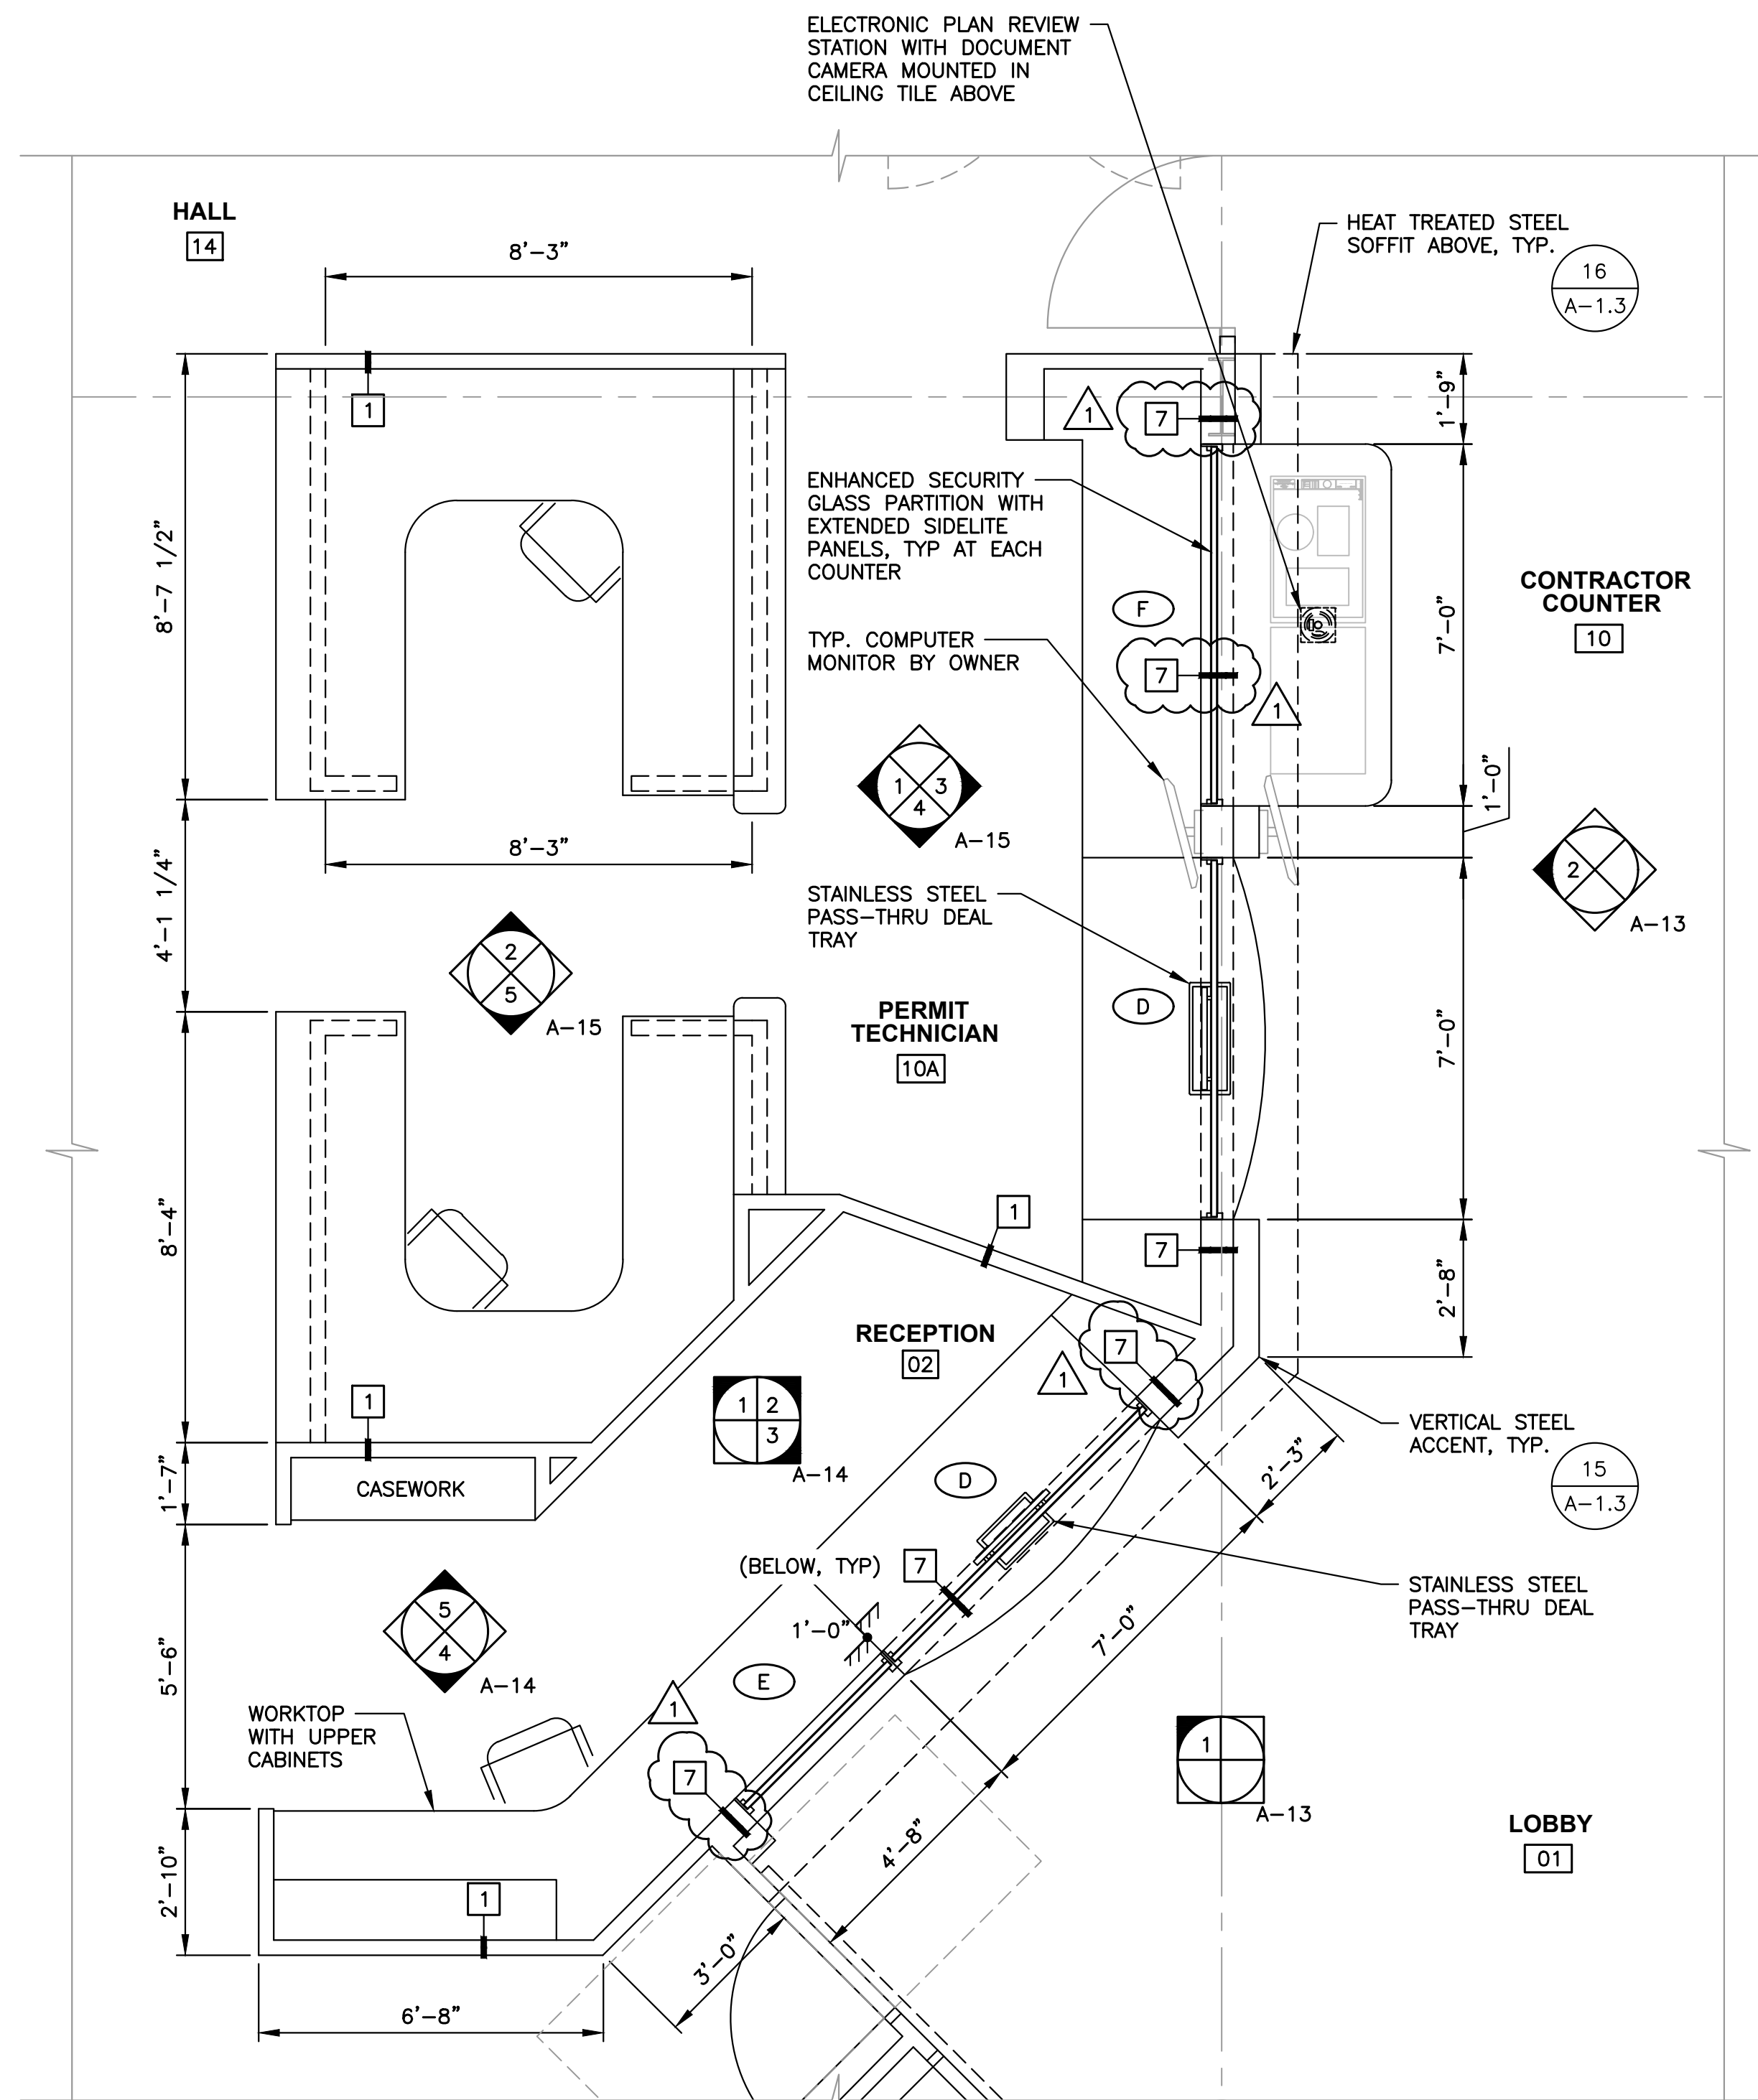 ELECTRONIC PLAN REVIEW
STATION WITH DOCUMENT
CAMERA MOUNTED IN
CEILING TILE ABOVE
HALL
14
8'-3"
HEAT TREATED STEEL
SOFFIT ABOVE, TYP.
16
A-1.3
1
1
7
1'-9"
ENHANCED SECURITY
GLASS PARTITION WITH
EXTENDED SIDELITE
PANELS, TYP AT EACH
COUNTER
8'-7 1/2"
F
7'-0"
CONTRACTOR
COUNTER
10
TYP. COMPUTER
MONITOR BY OWNER
7
1
1 3
4
A-15
1'-0"
8'-3"
4'-1 1/4"
2
A-13
STAINLESS STEEL
PASS-THRU DEAL
TRAY
2
5
A-15
D
PERMIT
TECHNICIAN
10A
7'-0"
8'-4"
1
7
2'-8"
RECEPTION
02
7
1
1
1 2
3
A-14
VERTICAL STEEL
ACCENT, TYP.
15
A-1.3
1'-7"
CASEWORK
D
2'-3"
(BELOW, TYP)
7
1'-0"
STAINLESS STEEL
PASS-THRU DEAL
TRAY
5
4
A-14
5'-6"
7'-0"
E
1
WORKTOP
WITH UPPER
CABINETS
7
1
A-13
4'-8"
LOBBY
01
2'-10"
1
3'-0"
6'-8"